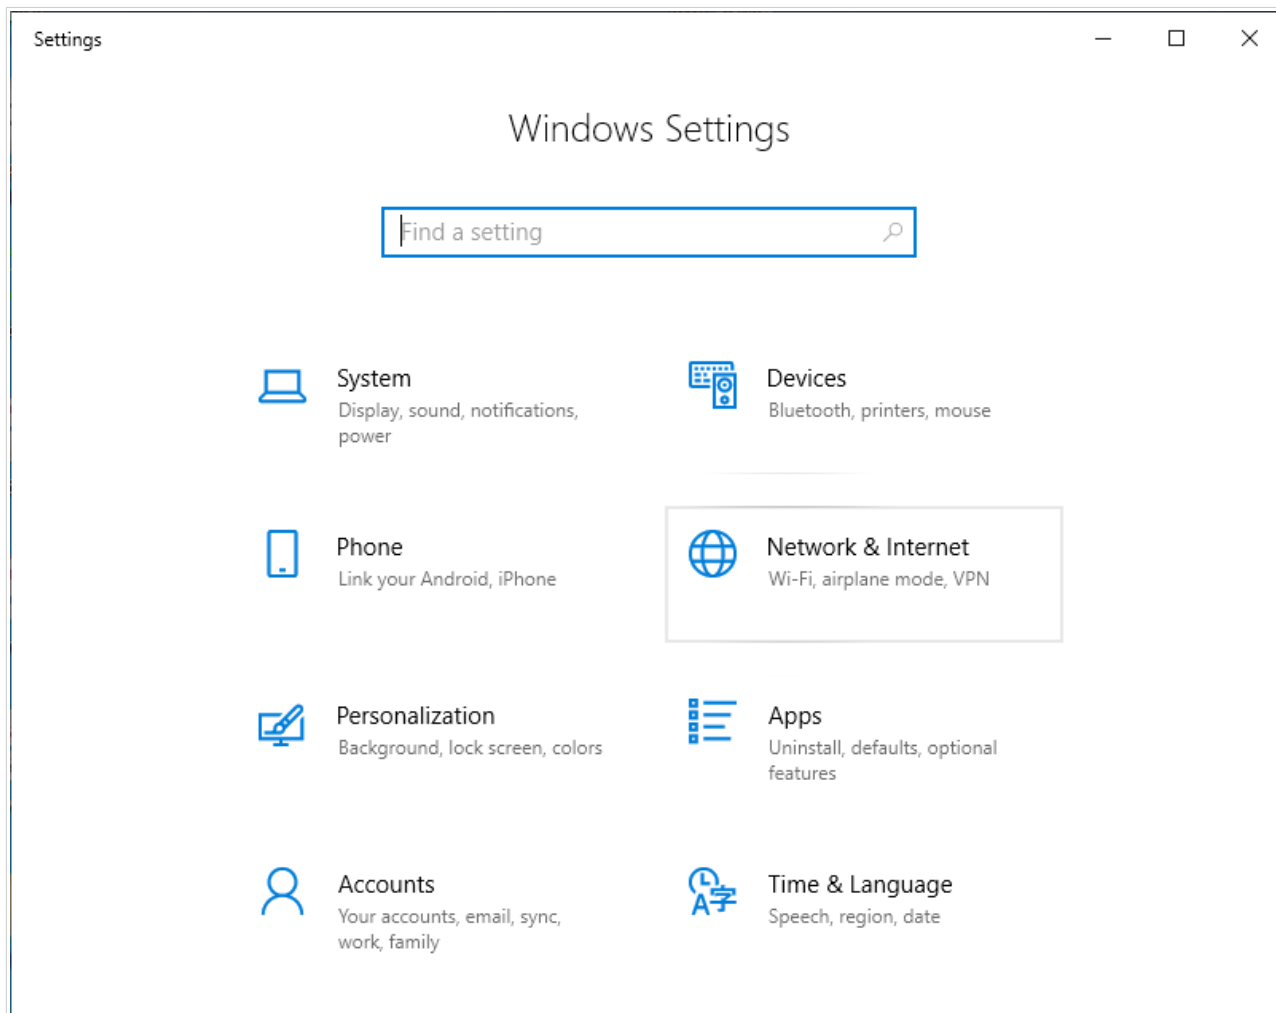 Settings
Windows Settings
Find a setting
System
Display, sound, notifications,
power
Devices
Bluetooth, printers, mouse
Phone
Link your Android, iPhone
Network & Internet
Wi-Fi, airplane mode, VPN
Personalization
Background, lock screen, colors
Apps
Uninstall, defaults, optional
features
Accounts
Your accounts, email, sync,
work, family
Time & Language
Speech, region, date